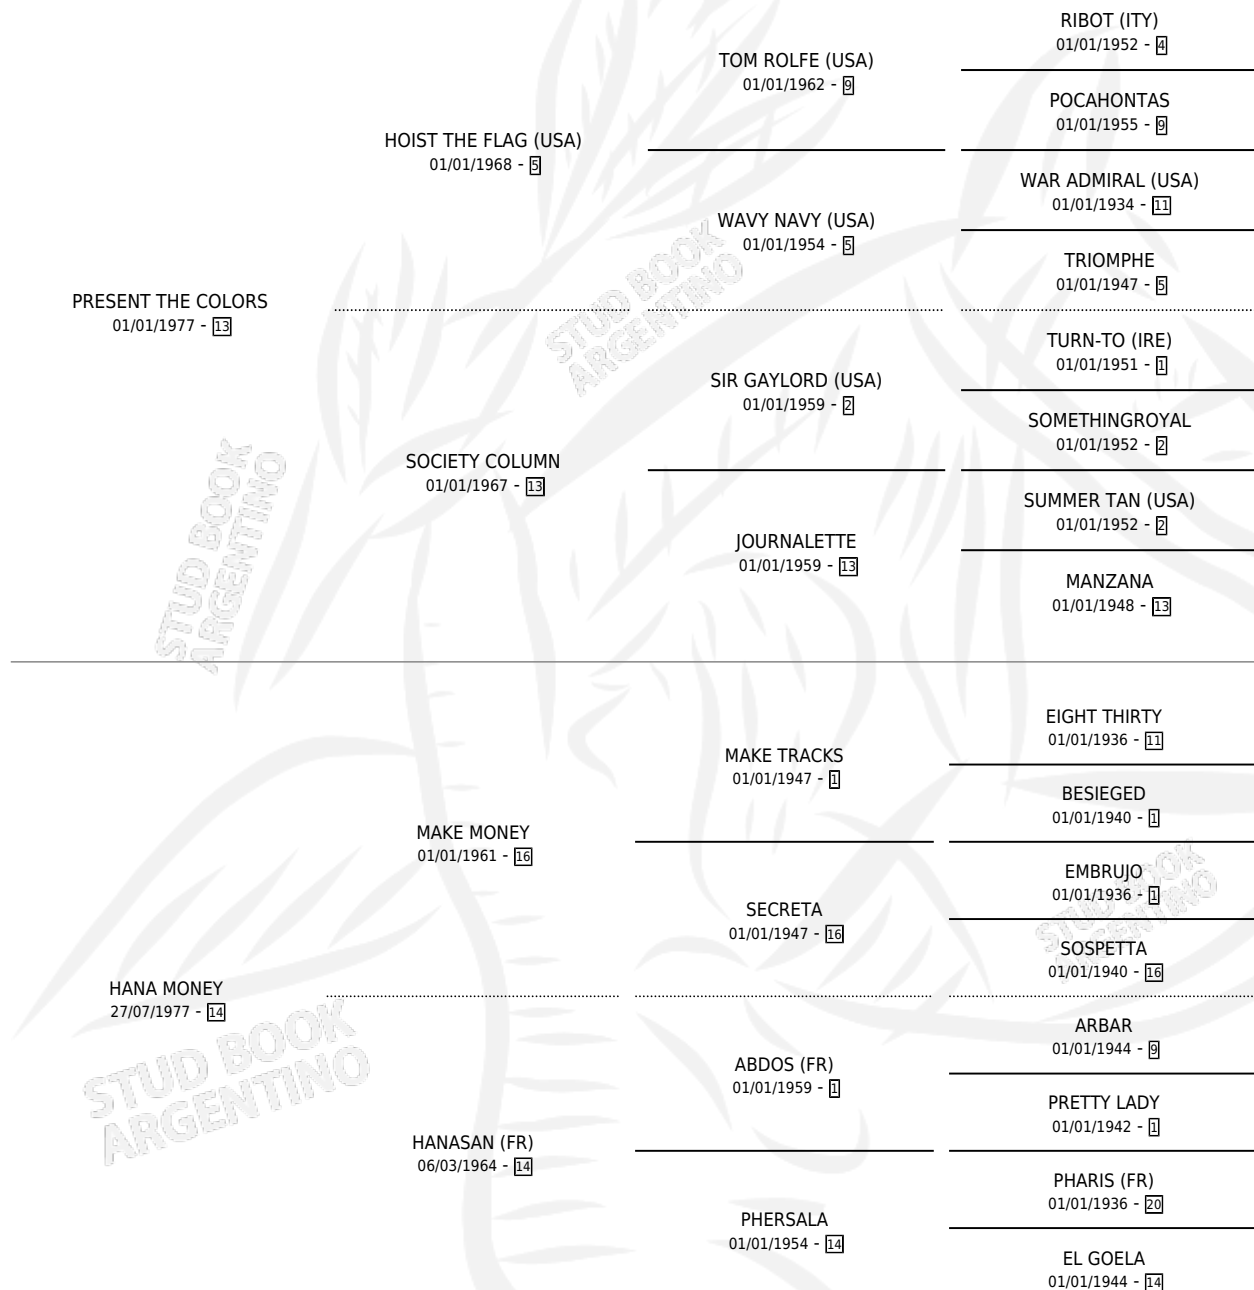 RIBOT (ITY)
01/01/1952 - 4
TOM ROLFE (USA)
01/01/1962 - 9
POCAHONTAS
01/01/1955 - 9
HOIST THE FLAG (USA)
01/01/1968 - 5
WAR ADMIRAL (USA)
01/01/1934 - 11
WAVY NAVY (USA)
01/01/1954 - 5
TRIOMPHE
01/01/1947 - 5
PRESENT THE COLORS
01/01/1977 - 13
TURN-TO (IRE)
01/01/1951 - 1
SIR GAYLORD (USA)
01/01/1959 - 2
SOMETHINGROYAL
01/01/1952 - 2
SOCIETY COLUMN
01/01/1967 - 13
SUMMER TAN (USA)
01/01/1952 - 2
JOURNALETTE
01/01/1959 - 13
MANZANA
01/01/1948 - 13
EIGHT THIRTY
01/01/1936 - 11
MAKE TRACKS
01/01/1947 - 1
BESIEGED
01/01/1940 - 1
MAKE MONEY
01/01/1961 - 16
EMBRUJO
01/01/1936 - 1
SECRETA
01/01/1947 - 16
SOSPETTA
01/01/1940 - 16
HANA MONEY
27/07/1977 - 14
ARBAR
01/01/1944 - 9
ABDOS (FR)
01/01/1959 - 1
PRETTY LADY
01/01/1942 - 1
HANASAN (FR)
06/03/1964 - 14
PHARIS (FR)
01/01/1936 - 20
PHERSALA
01/01/1954 - 14
EL GOELA
01/01/1944 - 14
STUD BOOK
ARGENTINO
STUD BOOK
ARGENTINO
STUD BOOK
ARGENTINO
STUD BOOK
ARGENTINO